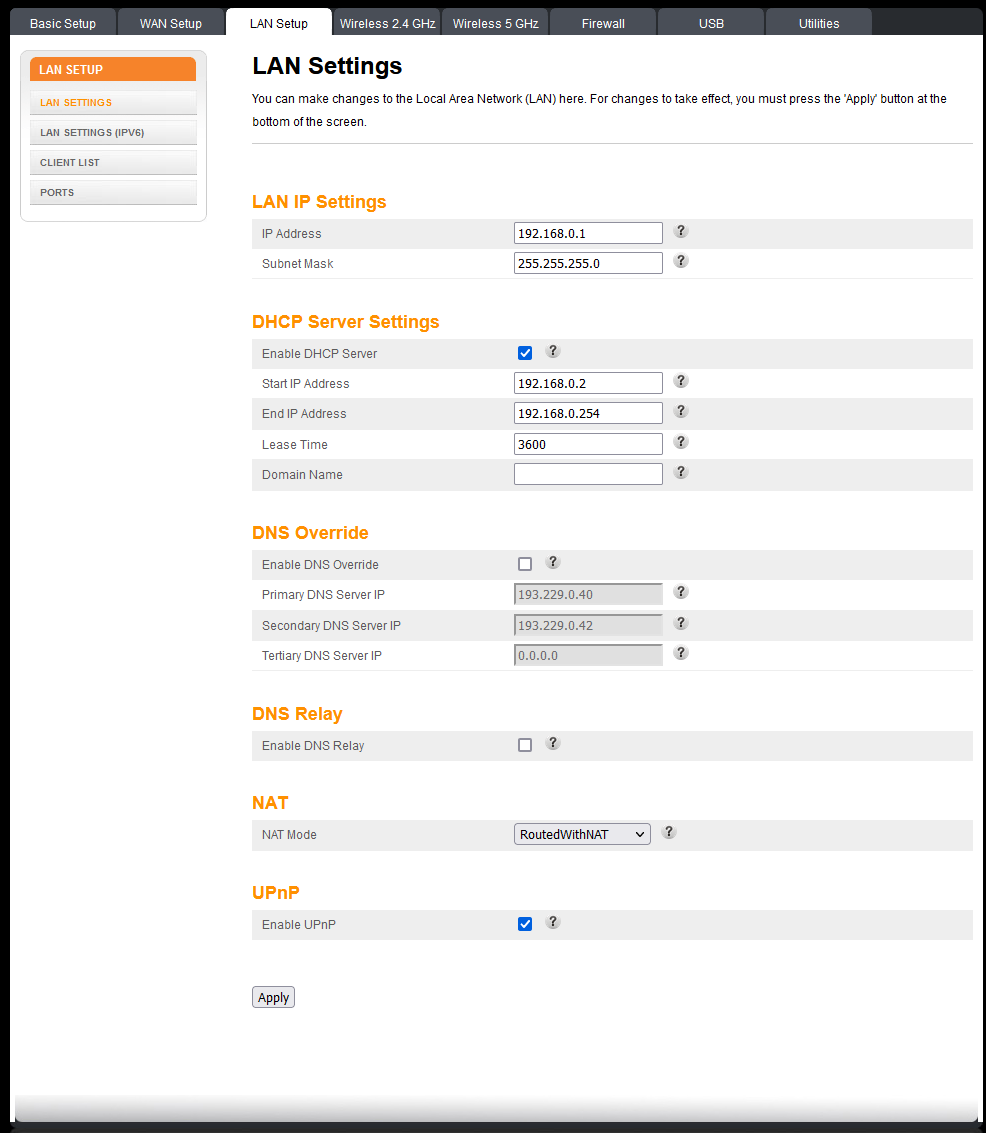 Basic Setup WAN Setup LAN Setup Wireless 2.4 GHz Wireless 5 GHz Firewall USB Utilities
LAN SETUP
LAN SETTINGS
LAN SETTINGS (IPV6)
CLIENT LIST
PORTS
LAN Settings
You can make changes to the Local Area Network (LAN) here. For changes to take effect, you must press the 'Apply' button at the
bottom of the screen.
LAN IP Settings
IP Address 192.168.0.1 ?
Subnet Mask 255.255.255.0 ?
DHCP Server Settings
Enable DHCP Server ?
Start IP Address 192.168.0.2 ?
End IP Address 192.168.0.254 ?
Lease Time 3600 ?
Domain Name ?
DNS Override
Enable DNS Override ?
Primary DNS Server IP 193.229.0.40 ?
Secondary DNS Server IP 193.229.0.42 ?
Tertiary DNS Server IP 0.0.0.0 ?
DNS Relay
Enable DNS Relay ?
NAT
NAT Mode RoutedWithNAT ?
UPnP
Enable UPnP ?
Apply